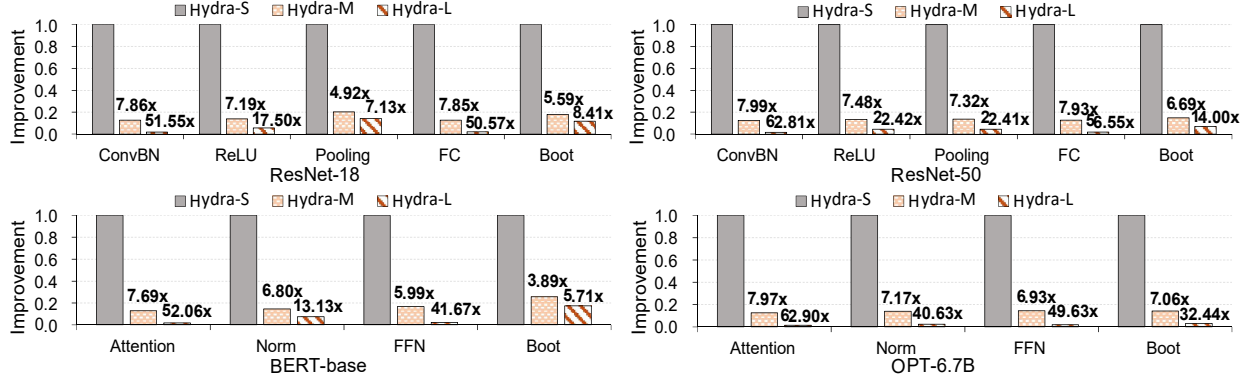 Hydra-S Hydra-M Hydra-L
Improvement
1.0
0.8
0.6
0.4
0.2
0.0
7.86x 51.55x 7.19x 17.50x 4.92x 7.13x 7.85x 50.57x 5.59x 8.41x
ConvBN ReLU Pooling FC Boot
ResNet-18
Hydra-S Hydra-M Hydra-L
Improvement
1.0
0.8
0.6
0.4
0.2
0.0
7.99x 62.81x 7.48x 22.42x 7.32x 22.41x 7.93x 56.55x 6.69x 14.00x
ConvBN ReLU Pooling FC Boot
ResNet-50
Hydra-S Hydra-M Hydra-L
Improvement
1.0
0.8
0.6
0.4
0.2
0.0
7.69x 52.06x 6.80x 13.13x 5.99x 41.67x 3.89x 5.71x
Attention Norm FFN Boot
BERT-base
Hydra-S Hydra-M Hydra-L
Improvement
1.0
0.8
0.6
0.4
0.2
0.0
7.97x 62.90x 7.17x 40.63x 6.93x 49.63x 7.06x 32.44x
Attention Norm FFN Boot
OPT-6.7B